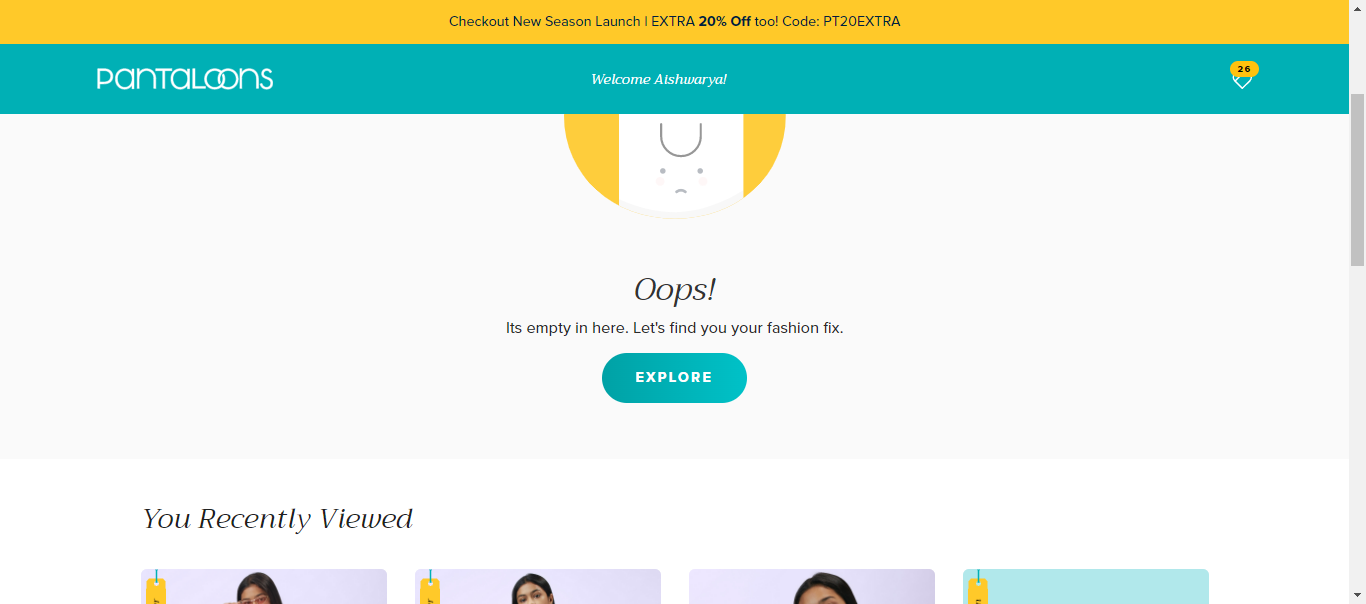 Checkout New Season Launch | EXTRA 20% Off too! Code: PT20EXTRA
PANTALOONS
Welcome Aishwarya!
26
Oops!
Its empty in here. Let's find you your fashion fix.
EXPLORE
You Recently Viewed